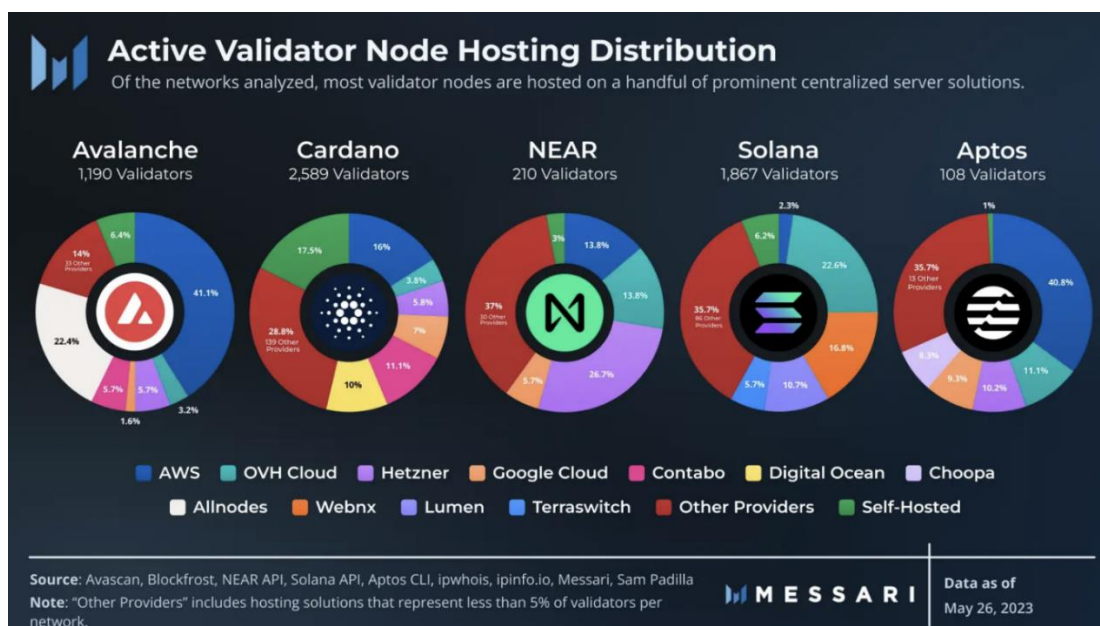 Active Validator Node Hosting Distribution
Of the networks analyzed, most validator nodes are hosted on a handful of prominent centralized server solutions.
Avalanche
1,190 Validators
6.4%
14%
33 Other
Providers
41.1%
22.4%
5.7%
5.7%
3.2%
1.6%
Cardano
2,589 Validators
17.5%
16%
3.8%
5.8%
7%
28.8%
139 Other
Providers
11.1%
10%
NEAR
210 Validators
3%
13.8%
13.8%
37%
30 Other
Providers
5.7%
26.7%
Solana
1,867 Validators
2.3%
6.2%
22.6%
35.7%
86 Other
Providers
16.8%
5.7%
10.7%
Aptos
108 Validators
1%
35.7%
13 Other
Providers
40.8%
8.3%
9.3%
10.2%
11.1%
AWS OVH Cloud Hetzner Google Cloud Contabo Digital Ocean Choopa
Allnodes Webnx Lumen Terraswitch Other Providers Self-Hosted
Source: Avascan, Blockfrost, NEAR API, Solana API, Aptos CLI, ipwhois, ipinfo.io, Messari, Sam Padilla
Note: “Other Providers” includes hosting solutions that represent less than 5% of validators per
network.
MESSARI
Data as of
May 26, 2023